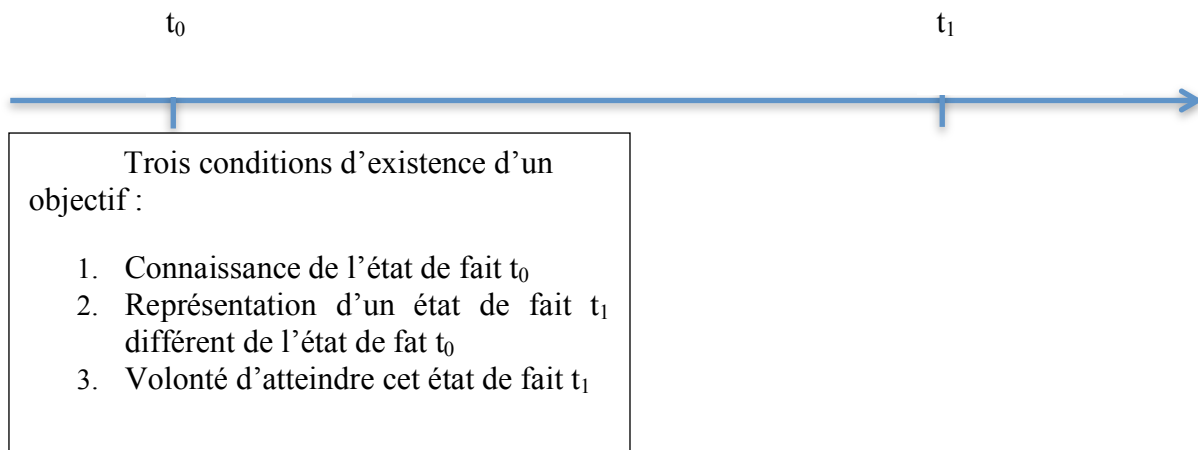 t₀ t₁
Trois conditions d’existence d’un
objectif :
1. Connaissance de l’état de fait t₀
2. Représentation d’un état de fait t₁
différent de l’état de fat t₀
3. Volonté d’atteindre cet état de fait t₁